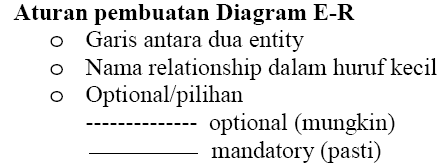 Aturan pembuatan Diagram E-R
o Garis antara dua entity
o Nama relationship dalam huruf kecil
o Optional/pilihan
-------------- optional (mungkin)
mandatory (pasti)